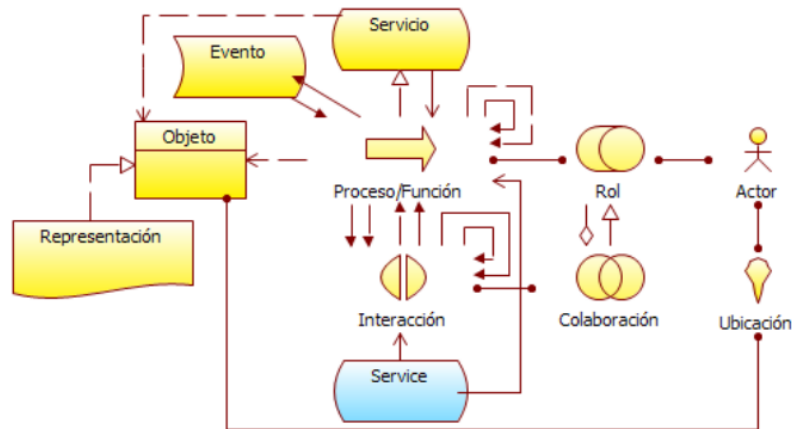 Servicio
Evento
Objeto
Proceso/Función
Rol
Actor
Representación
Interacción
Colaboración
Ubicación
Service